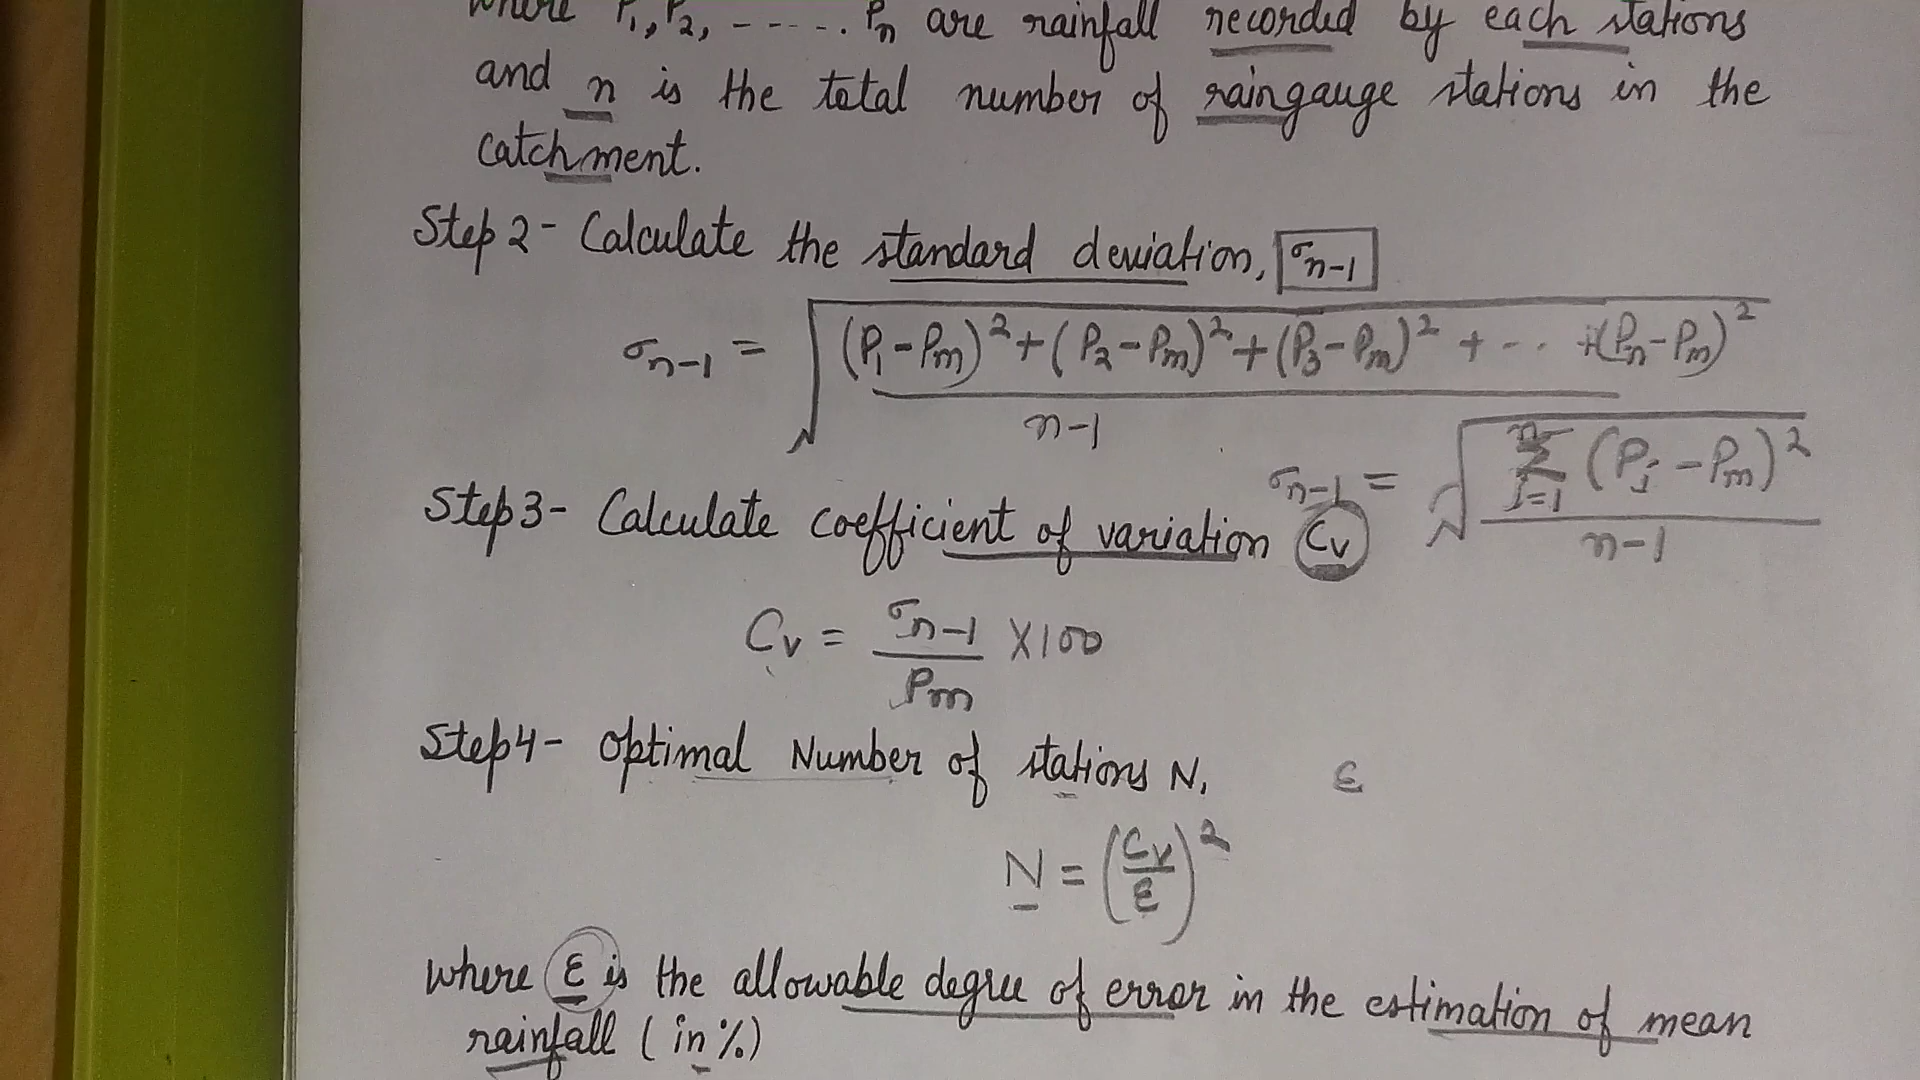 where P₁, P₂, ------. Pn are rainfall recorded by each stations
and n is the total number of raingauge stations in the
catchment.
Step 2- Calculate the standard deviation, σn-1
σn-1 = √((P₁-Pm)²+(P₂-Pm)²+(P₃-Pm)² + --. +(Pn-Pm)² / n-1)
σn-1 = √(Σ j=1 n (Pj-Pm)² / n-1)
Step 3- Calculate coefficient of variation Cv
Cv = σn-1 / Pm X100
Step 4- Optimal Number of stations N, ε
N = (Cv/ε)²
where ε is the allowable degree of error in the estimation of mean
rainfall (in %)